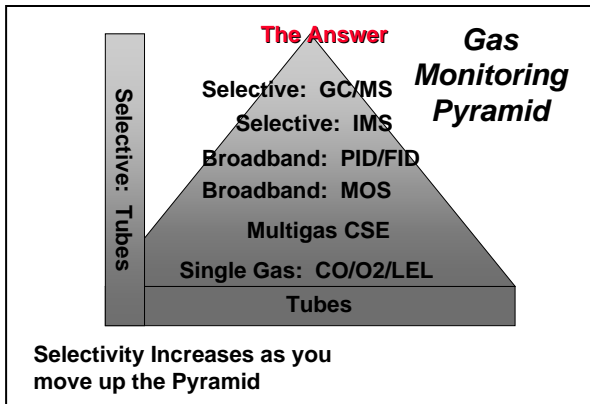 The Answer
Gas
Monitoring
Pyramid
Selective: GC/MS
Selective: IMS
Broadband: PID/FID
Broadband: MOS
Multigas CSE
Single Gas: CO/O2/LEL
Tubes
Selective: Tubes
Selectivity Increases as you
move up the Pyramid